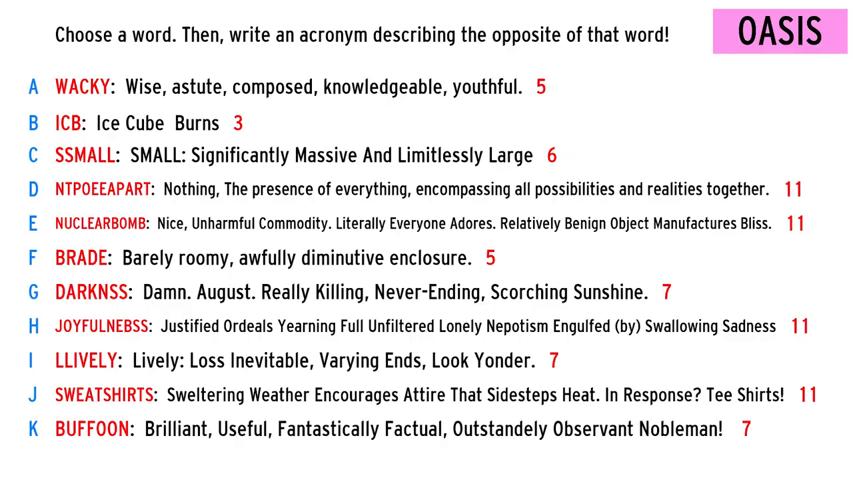 Choose a word. Then, write an acronym describing the opposite of that word!
OASIS
A WACKY: Wise, astute, composed, knowledgeable, youthful. 5
B ICB: Ice Cube Burns 3
C SSMALL: SMALL: Significantly Massive And Limitlessly Large 6
D NTPOEEAPART: Nothing, The presence of everything, encompassing all possibilities and realities together. 11
E NUCLEARBOMB: Nice, Unharmful Commodity. Literally Everyone Adores. Relatively Benign Object Manufactures Bliss. 11
F BRADE: Barely roomy, awfully diminutive enclosure. 5
G DARKNSS: Damn. August. Really Killing, Never-Ending, Scorching Sunshine. 7
H JOYFULNEBSS: Justified Ordeals Yearning Full Unfiltered Lonely Nepotism Engulfed (by) Swallowing Sadness 11
I LLIVELY: Lively: Loss Inevitable, Varying Ends, Look Yonder. 7
J SWEATSHIRTS: Sweltering Weather Encourages Attire That Sidesteps Heat. In Response? Tee Shirts! 11
K BUFFOON: Brilliant, Useful, Fantastically Factual, Outstandely Observant Nobleman! 7